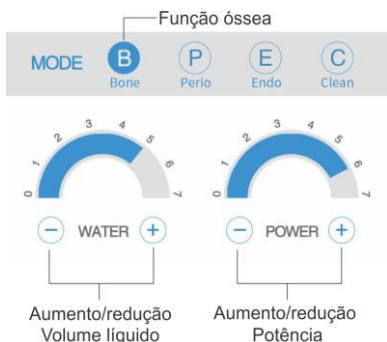 Função óssea
MODE B P E C
Bone Perio Endo Clean
0 1 2 3 4 5 6 7
0 1 2 3 4 5 6 7
− WATER +
− POWER +
Aumento/redução
Volume líquido
Aumento/redução
Potência